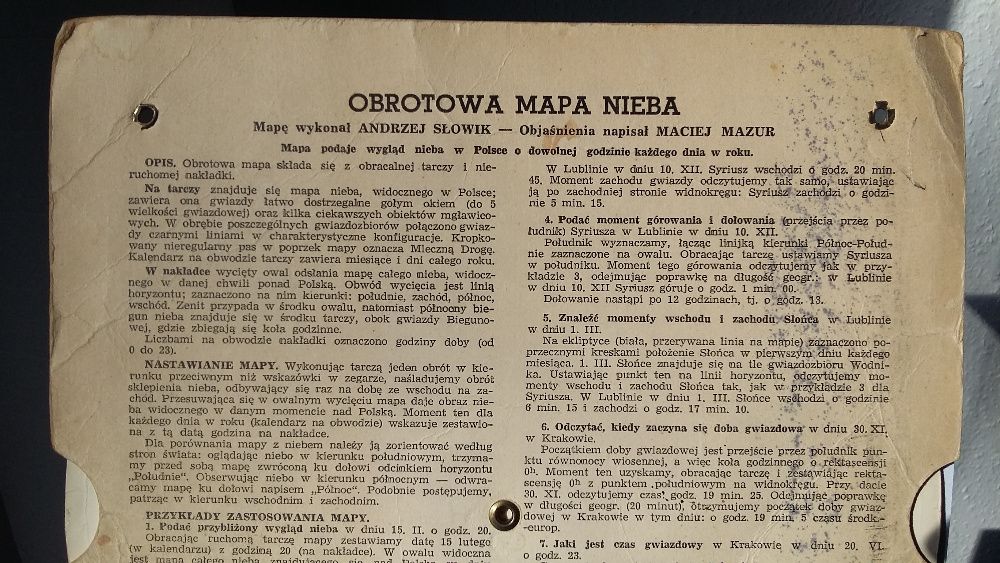 OBROTOWA MAPA NIEBA
Mapę wykonał ANDRZEJ SŁOWIK — Objaśnienia napisał MACIEJ MAZUR
Mapa podaje wygląd nieba w Polsce o dowolnej godzinie każdego dnia w roku.
OPIS. Obrotowa mapa składa się z obracalnej tarczy i nie-
ruchomej nakładki.
Na tarczy znajduje się mapa nieba, widocznego w Polsce;
zawiera ona gwiazdy łatwo dostrzegalne gołym okiem (do 5
wielkości gwiazdowej) oraz kilka ciekawszych obiektów mgławico-
wych. W obrębie poszczególnych gwiazdozbiorów połączono gwiaz-
dy czarnymi liniami w charakterystyczne konfiguracje. Kropko-
wany nieregularny pas w poprzek mapy oznacza Mleczną Drogę.
Kalendarz na obwodzie tarczy zawiera miesiące i dni całego roku.
W nakładce wycięty owal odsłania mapę całego nieba, widocz-
nego w danej chwili ponad Polską. Obwód wycięcia jest linią
horyzontu; zaznaczono na nim kierunki: południe, zachód, północ,
wschód. Zenit przypada w środku owalu, natomiast północny bie-
gun nieba znajduje się w środku tarczy, obok gwiazdy Bieguno-
wej, gdzie zbiegają się koła godzinne.
Liczbami na obwodzie nakładki oznaczono godziny doby (od
0 do 23).
NASTAWIANIE MAPY. Wykonując tarczą jeden obrót w kie-
runku przeciwnym niż wskazówki w zegarze, naśladujemy obrót
sklepienia nieba, odbywający się raz na dobę ze wschodu na za-
chód. Przesuwająca się w owalnym wycięciu mapa daje obraz nie-
ba widocznego w danym momencie nad Polską. Moment ten dla
każdego dnia w roku (kalendarz na obwodzie) wskazuje zestawio-
na z tą datą godzina na nakładce.
Dla porównania mapy z niebem należy ją zorientować według
stron świata: oglądając niebo w kierunku południowym, trzyma-
my przed sobą mapę zwróconą ku dołowi odcinkiem horyzontu
„Południe". Obserwując niebo w kierunku północnym — odwra-
camy mapę ku dołowi napisem „Północ". Podobnie postępujemy,
patrząc w kierunku wschodnim i zachodnim.
PRZYKŁADY ZASTOSOWANIA MAPY.
1. Podać przybliżony wygląd nieba w dniu 15. II. o godz. 20.
Obracając ruchomą tarczę mapy zestawiamy datę 15 lutego
(w kalendarzu) z godziną 20 (na nakładce). W owalu widoczna
jest mapa całego nieba, znajdującego się nad Polską
W Lublinie w dniu 10. XII. Syriusz wschodzi o godz. 20 min.
45. Moment zachodu gwiazdy odczytujemy tak samo, ustawiając
ją po zachodniej stronie widnokręgu: Syriusz zachodzi o godzi-
nie 5 min. 15.
4. Podać moment górowania i dołowania (przejścia przez po-
łudnik) Syriusza w Lublinie w dniu 10. XII.
Południk wyznaczamy, łącząc linijką kierunki Północ-Połud-
nie zaznaczone na owalu. Obracając tarczę ustawiamy Syriusza
w południku. Moment tego górowania odczytujemy jak w przy-
kładzie 3, odejmując poprawkę na długość geogr.: w Lublinie
w dniu 10. XII Syriusz góruje o godz. 1 min. 00.
Dołowanie nastąpi po 12 godzinach, tj. o godz. 13.
5. Znaleźć momenty wschodu i zachodu Słońca w Lublinie
w dniu 1. III.
Na ekliptyce (biała, przerywana linia na mapie) zaznaczono po-
przecznymi kreskami położenie Słońca w pierwszym dniu każdego
miesiąca. 1. III. Słońce znajduje się na tle gwiazdozbioru Wodni-
ka. Ustawiając punkt ten na linii horyzontu, odczytujemy mo-
menty wschodu i zachodu Słońca tak, jak w przykładzie 3 dla
Syriusza. W Lublinie w dniu 1. III. Słońce wschodzi o godzinie
6 min. 15 i zachodzi o godz. 17 min. 10.
6. Odczytać, kiedy zaczyna się doba gwiazdowa w dniu 30. XI.
w Krakowie.
Początkiem doby gwiazdowej jest przejście przez południk pun-
ktu równonocy wiosennej, a więc koła godzinnego o rektascensji
0ʰ. Moment ten uzyskamy, obracając tarczę i zestawiając rekta-
scensję 0ʰ z punktem południowym na widnokręgu. Przy dacie
30. XI. odczytujemy czas: godz. 19 min. 25. Odejmując poprawkę
w długości geogr. (20 minut), otrzymujemy początek doby gwiaz-
dowej w Krakowie w tym dniu: o godz. 19 min. 5 czasu środk.-
-europ.
7. Jaki jest czas gwiazdowy w Krakowie w dniu 20. VI.
o godz. 23.